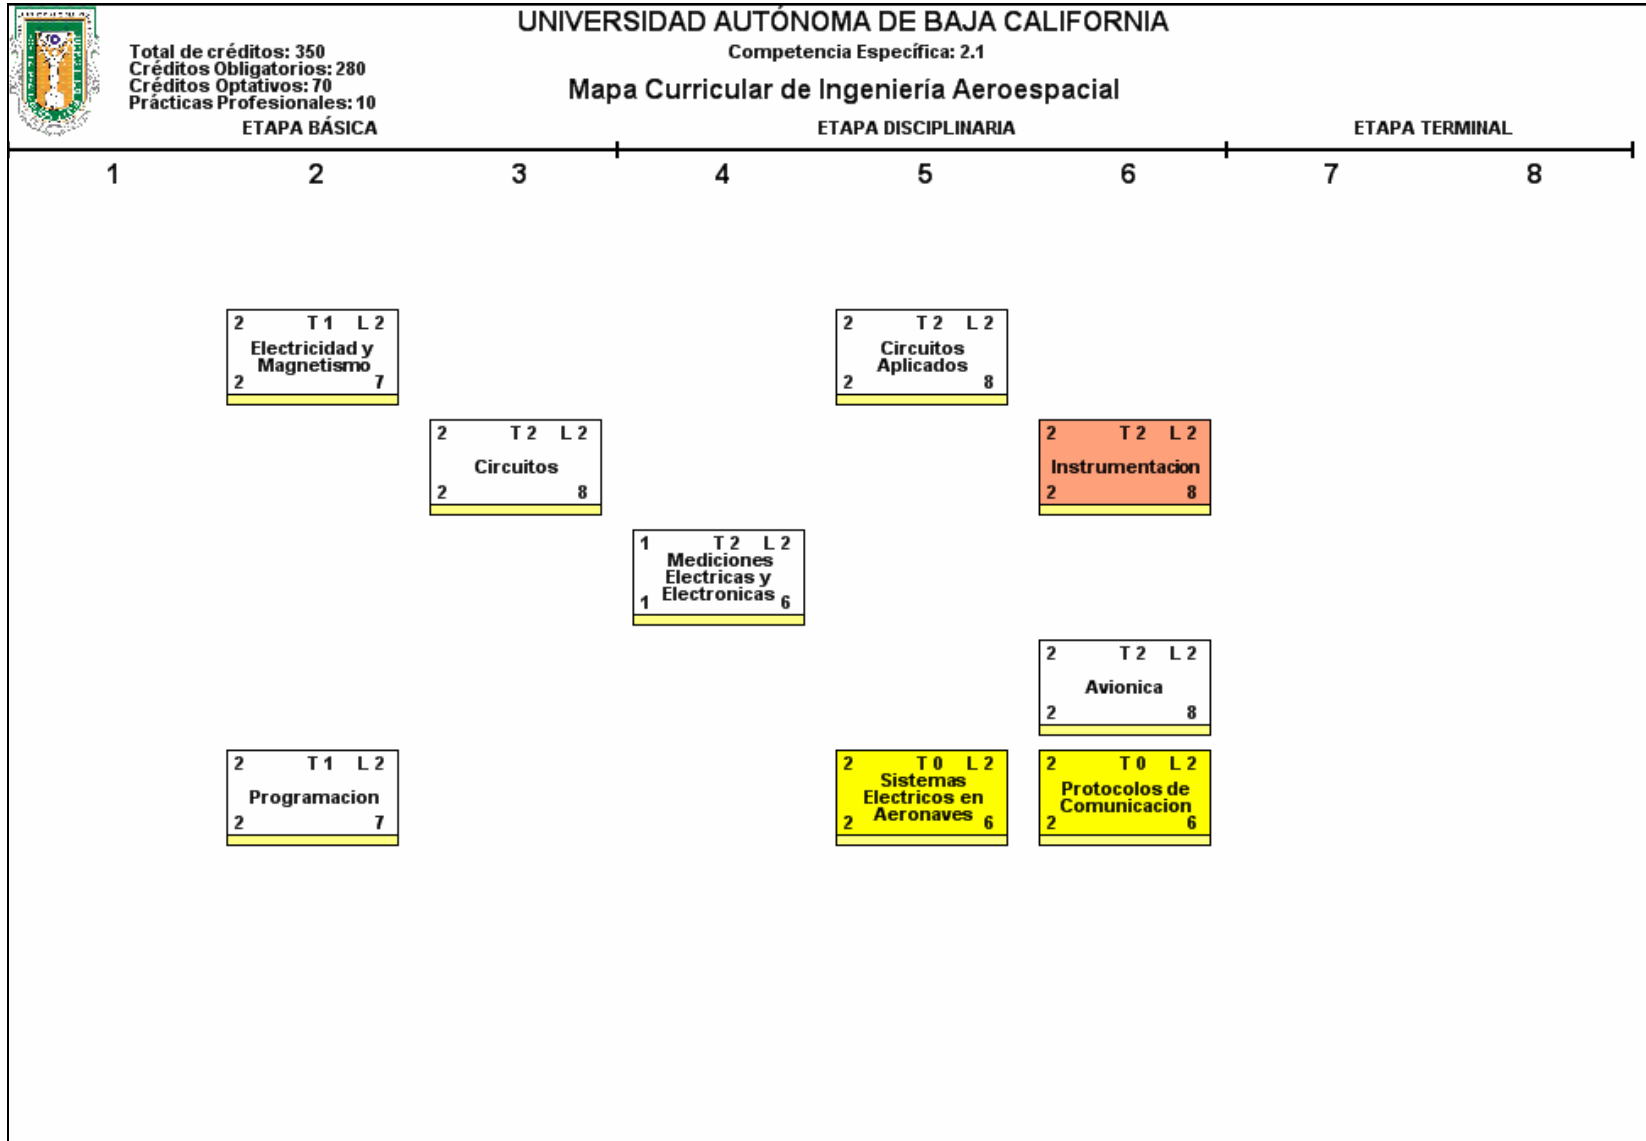 UNIVERSIDAD AUTÓNOMA DE BAJA CALIFORNIA
Total de créditos: 350
Créditos Obligatorios: 280
Créditos Optativos: 70
Prácticas Profesionales: 10
Competencia Específica: 2.1
Mapa Curricular de Ingeniería Aeroespacial
ETAPA BÁSICA
ETAPA DISCIPLINARIA
ETAPA TERMINAL
1 2 3 4 5 6 7 8
2 T 1 L 2
Electricidad y
Magnetismo
2 7
2 T 2 L 2
Circuitos
Aplicados
2 8
2 T 2 L 2
Circuitos
2 8
2 T 2 L 2
Instrumentacion
2 8
1 T 2 L 2
Mediciones
Electricas y
Electronicas
1 6
2 T 2 L 2
Avionica
2 8
2 T 1 L 2
Programacion
2 7
2 T 0 L 2
Sistemas
Electricos en
Aeronaves
2 6
2 T 0 L 2
Protocolos de
Comunicacion
2 6